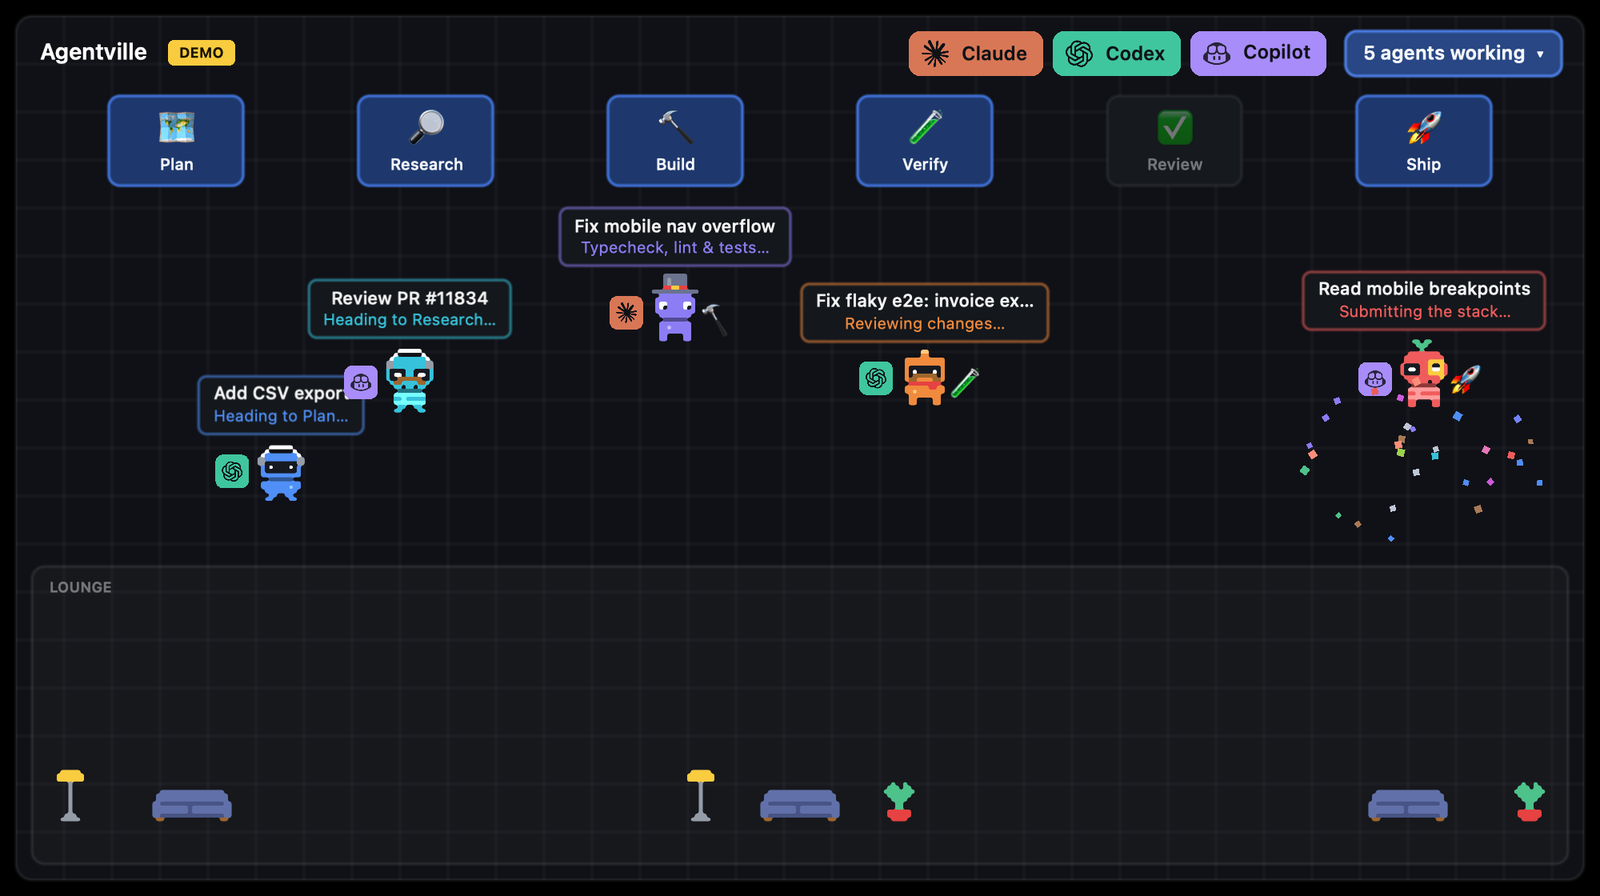 Agentville
DEMO
Claude
Codex
Copilot
5 agents working
Plan
Research
Build
Verify
Review
Ship
Fix mobile nav overflow
Typecheck, lint & tests...
Review PR #11834
Heading to Research...
Fix flaky e2e: invoice ex...
Reviewing changes...
Read mobile breakpoints
Submitting the stack...
Add CSV export
Heading to Plan...
LOUNGE